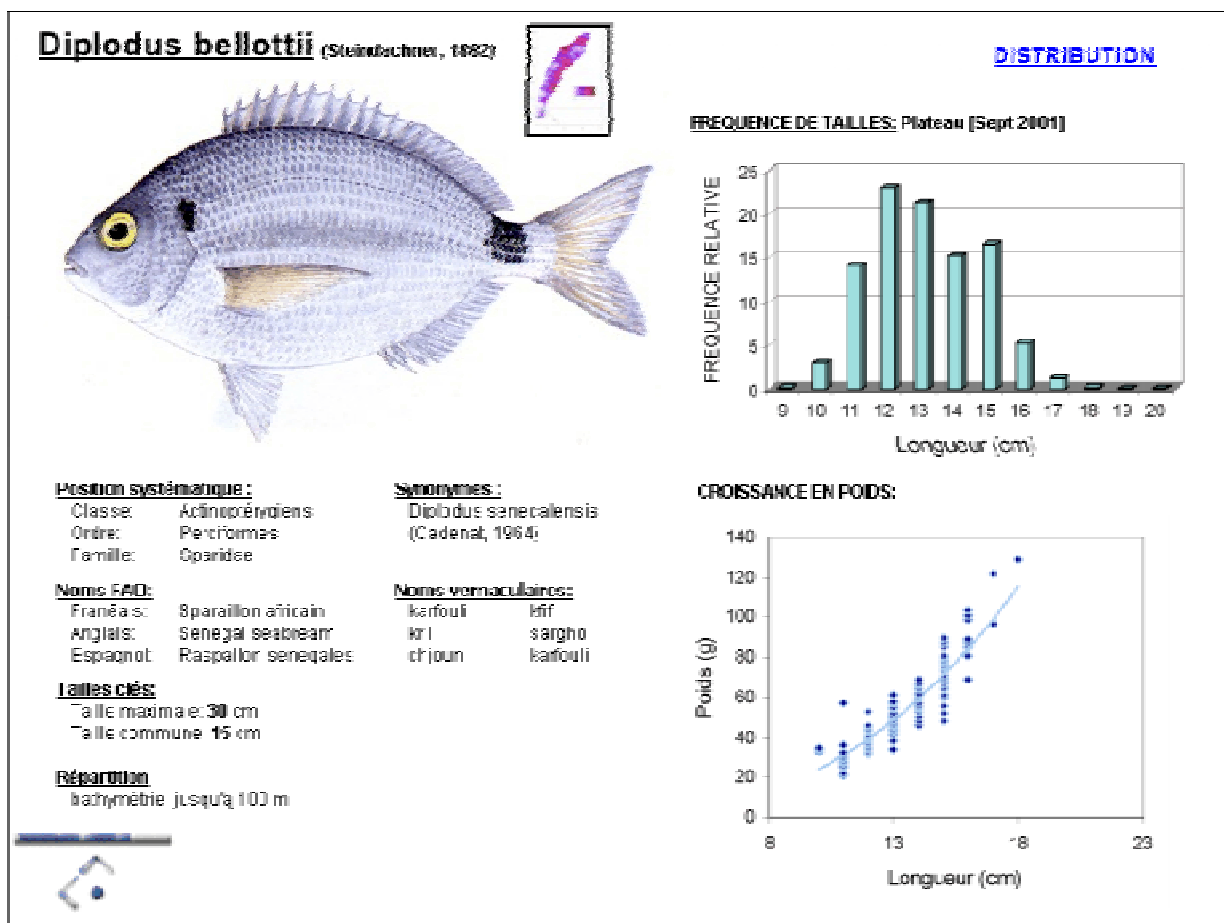 Diplodus bellottii (Steindachner, 1882)
DISTRIBUTION
FREQUENCE DE TAILLES: Plateau [Sept 2001]
FREQUENCE RELATIVE
25
20
15
10
5
0
9 10 11 12 13 14 15 16 17 18 19 20
Longueur (cm)
Position systématique :
Classe: Actinoptérygiens
Ordre: Perciformes
Famille: Sparidae
Synonymes :
Diplodus senegalensis
(Cadenat, 1964)
Noms FAO:
Français: Sparaillon africain
Anglais: Senegal seabream
Espagnol: Raspallon senegales
Noms vernaculaires:
karfouli kfif
sargho
chjoun karfouli
Tailles clés:
Taille maximale: 30 cm
Taille commune: 15 cm
Répartition
bathymétrie jusqu'à 100 m
CROISSANCE EN POIDS:
Poids (g)
140
120
100
80
60
40
20
0
8 13 18 23
Longueur (cm)